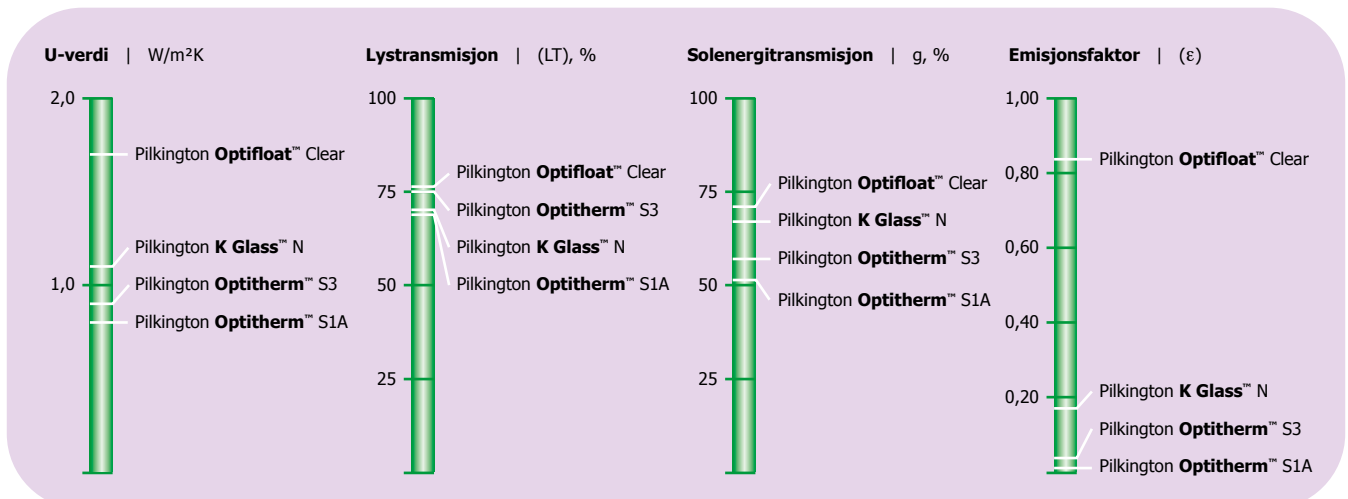 U-verdi | W/m²K
2,0
Pilkington Optifloat™ Clear
Pilkington K Glass™ N
1,0
Pilkington Optitherm™ S3
Pilkington Optitherm™ S1A
Lystransmisjon | (LT), %
100
Pilkington Optifloat™ Clear
75
Pilkington Optitherm™ S3
Pilkington K Glass™ N
50
Pilkington Optitherm™ S1A
25
Solenergitransmisjon | g, %
100
Pilkington Optifloat™ Clear
75
Pilkington K Glass™ N
Pilkington Optitherm™ S3
50
Pilkington Optitherm™ S1A
25
Emisjonsfaktor | (ε)
1,00
Pilkington Optifloat™ Clear
0,80
0,60
0,40
0,20
Pilkington K Glass™ N
Pilkington Optitherm™ S3
Pilkington Optitherm™ S1A